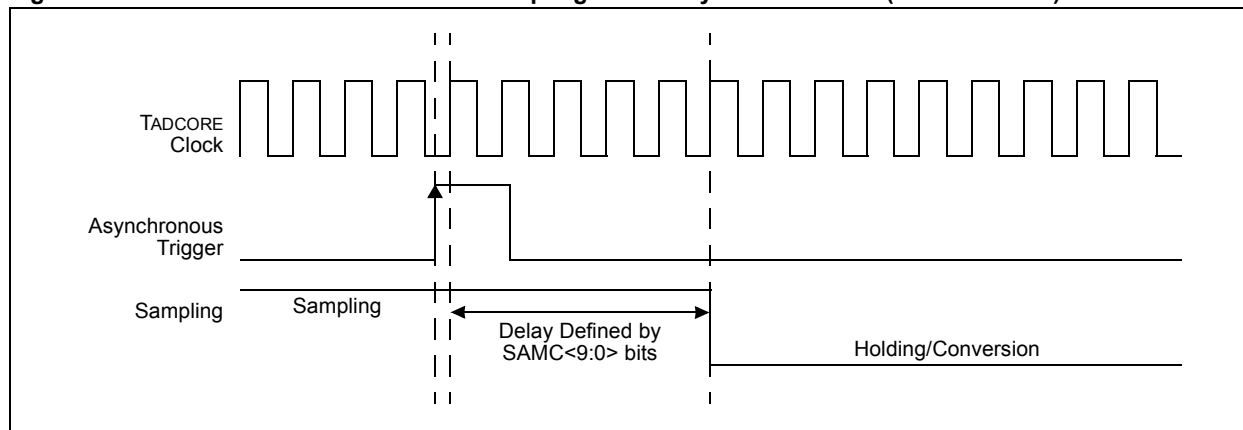 TADCORE
Clock
Asynchronous
Trigger
Sampling
Sampling
Delay Defined by
SAMC<9:0> bits
Holding/Conversion